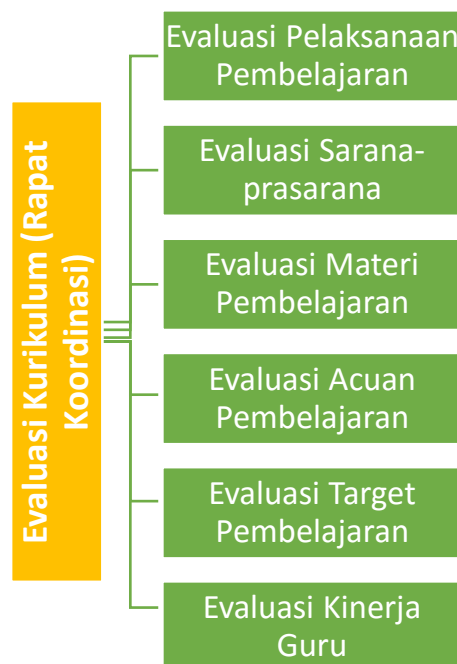 Evaluasi Kurikulum (Rapat
Koordinasi)
Evaluasi Pelaksanaan
Pembelajaran
Evaluasi Sarana-
prasarana
Evaluasi Materi
Pembelajaran
Evaluasi Acuan
Pembelajaran
Evaluasi Target
Pembelajaran
Evaluasi Kinerja
Guru